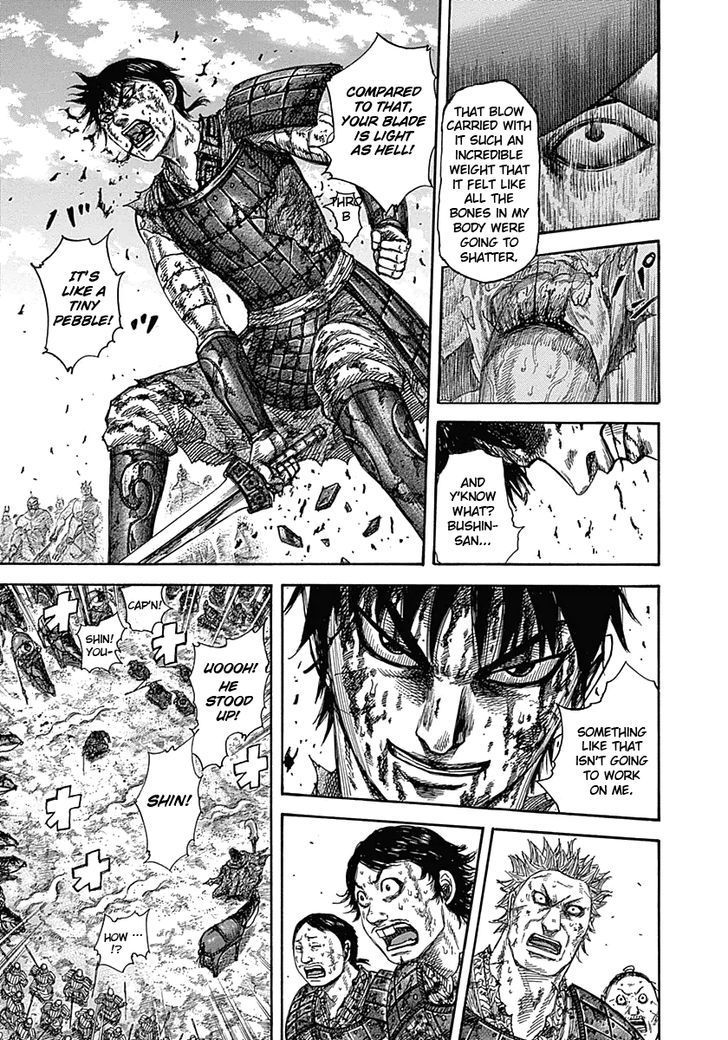 THAT BLOW
CARRIED WITH
IT SUCH AN
INCREDIBLE
WEIGHT THAT
IT FELT LIKE
ALL THE
BONES IN MY
BODY WERE
GOING TO
SHATTER.
COMPARED
TO THAT,
YOUR BLADE
IS LIGHT
AS HELL!
THRO
B
IT'S
LIKE A
TINY
PEBBLE!
AND
Y'KNOW
WHAT?
BUSHIN-
SAN...
SOMETHING
LIKE THAT
ISN'T GOING
TO WORK
ON ME.
CAP'N!
SHIN!
YOU-
UOOOH!
HE
STOOD
UP!
SHIN!
HOW ...
!?